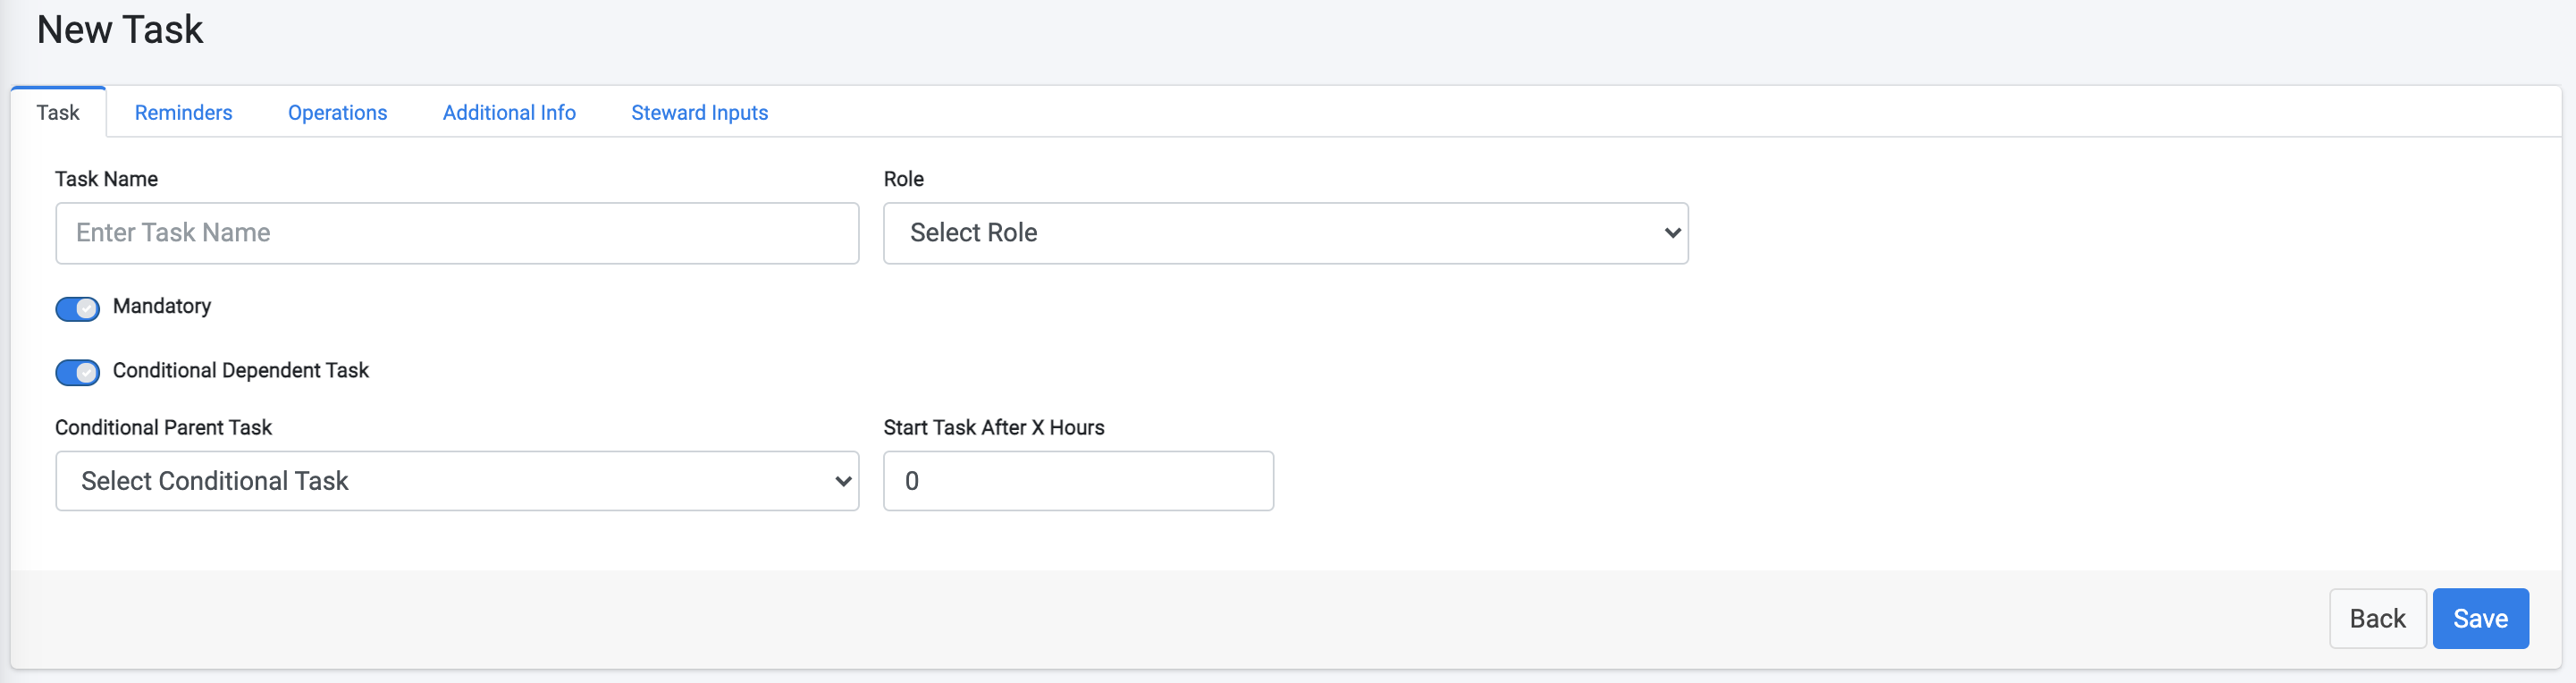 New Task
Task Reminders Operations Additional Info Steward Inputs
Task Name Role
Enter Task Name Select Role
Mandatory
Conditional Dependent Task
Conditional Parent Task Start Task After X Hours
Select Conditional Task 0
Back Save